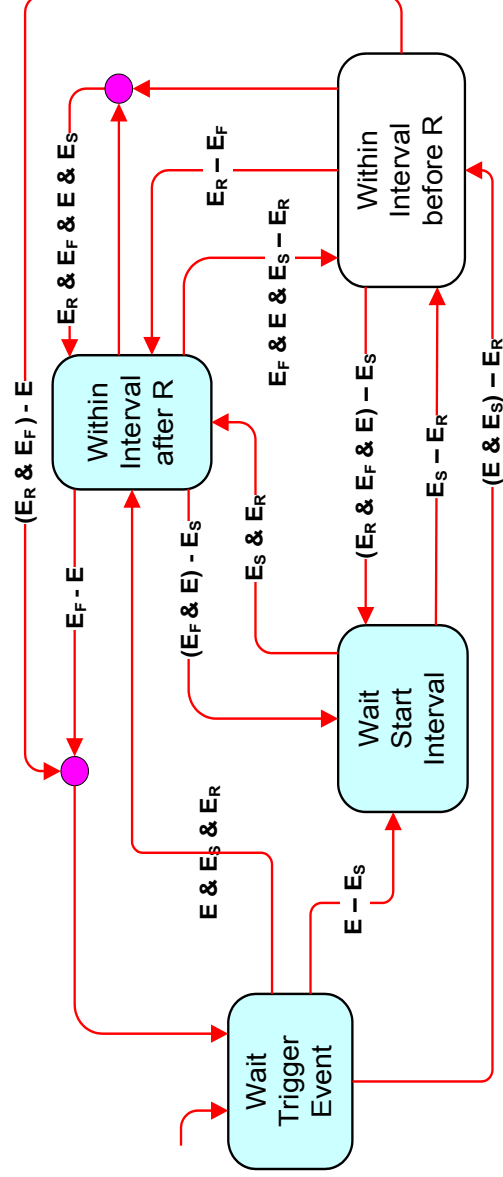 (E_R & E_F) - E
E_R & E_F & E & E_S
E_F - E
Within
Interval
after R
E_R – E_F
(E_F & E) - E_S
E_F & E & E_S – E_R
E & E_S & E_R
E_S & E_R
Wait
Trigger
Event
E – E_S
Wait
Start
Interval
(E_R & E_F & E) – E_S
E_S – E_R
Within
Interval
before R
(E & E_S) – E_R